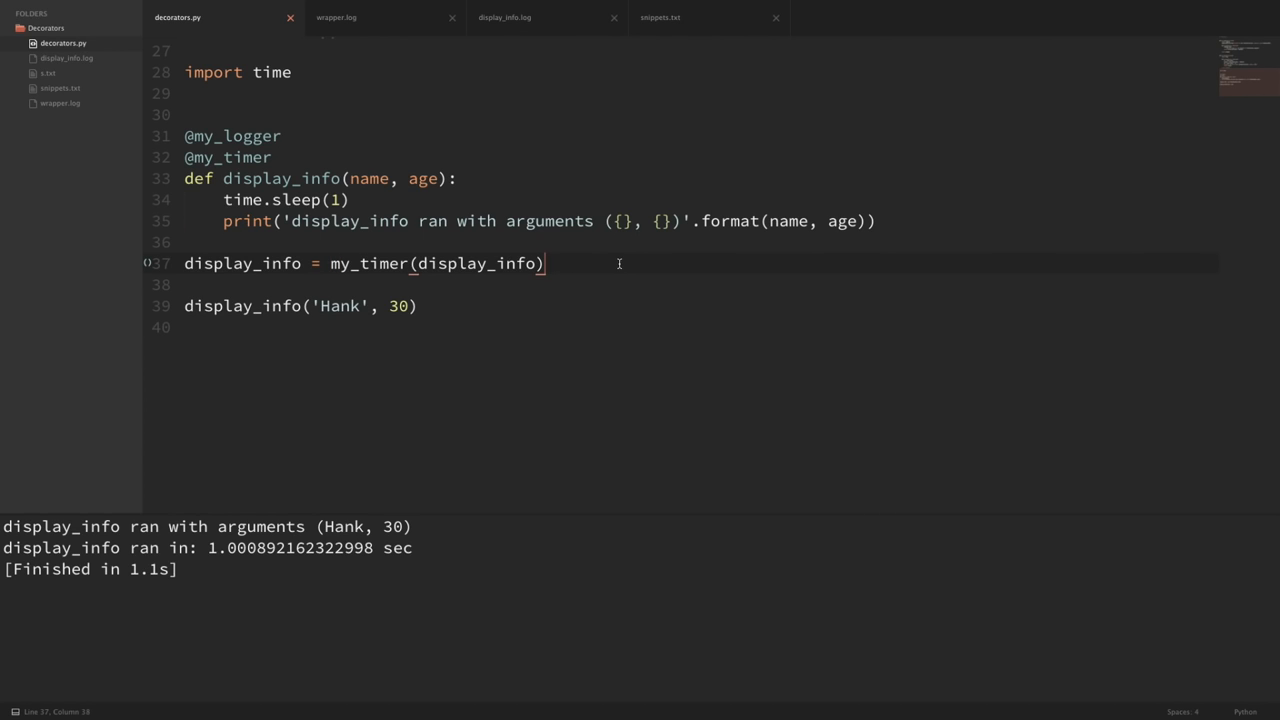 FOLDERS
Decorators
decorators.py
display_info.log
s.txt
snippets.txt
wrapper.log
decorators.py
wrapper.log
display_info.log
snippets.txt
27
28 import time
29
30
31 @my_logger
32 @my_timer
33 def display_info(name, age):
34 time.sleep(1)
35 print('display_info ran with arguments ({}, {})'.format(name, age))
36
37 display_info = my_timer(display_info)
38
39 display_info('Hank', 30)
40
display_info ran with arguments (Hank, 30)
display_info ran in: 1.000892162322998 sec
[Finished in 1.1s]
Line 37, Column 38
Spaces: 4
Python